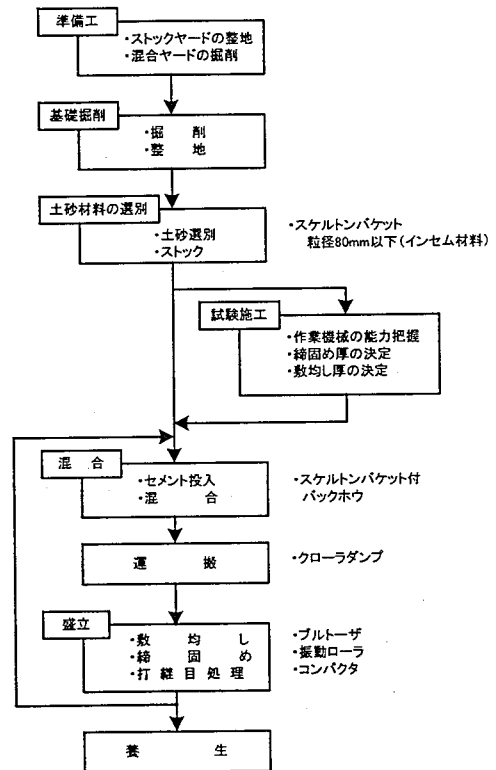 準備工
・ストックヤードの整地
・混合ヤードの掘削
基礎掘削
・掘　　削
・整　　地
土砂材料の選別
・土砂選別
・ストック
・スケルトンバケット
粒径80mm以下(インセム材料)
試験施工
・作業機械の能力把握
・締固め厚の決定
・敷均し厚の決定
混　合
・セメント投入
・混　　合
・スケルトンバケット付
バックホウ
運　　搬
・クローラダンプ
盛立
・敷　均　し
・締　固　め
・打継目処理
・ブルトーザ
・振動ローラ
・コンパクタ
養　　生